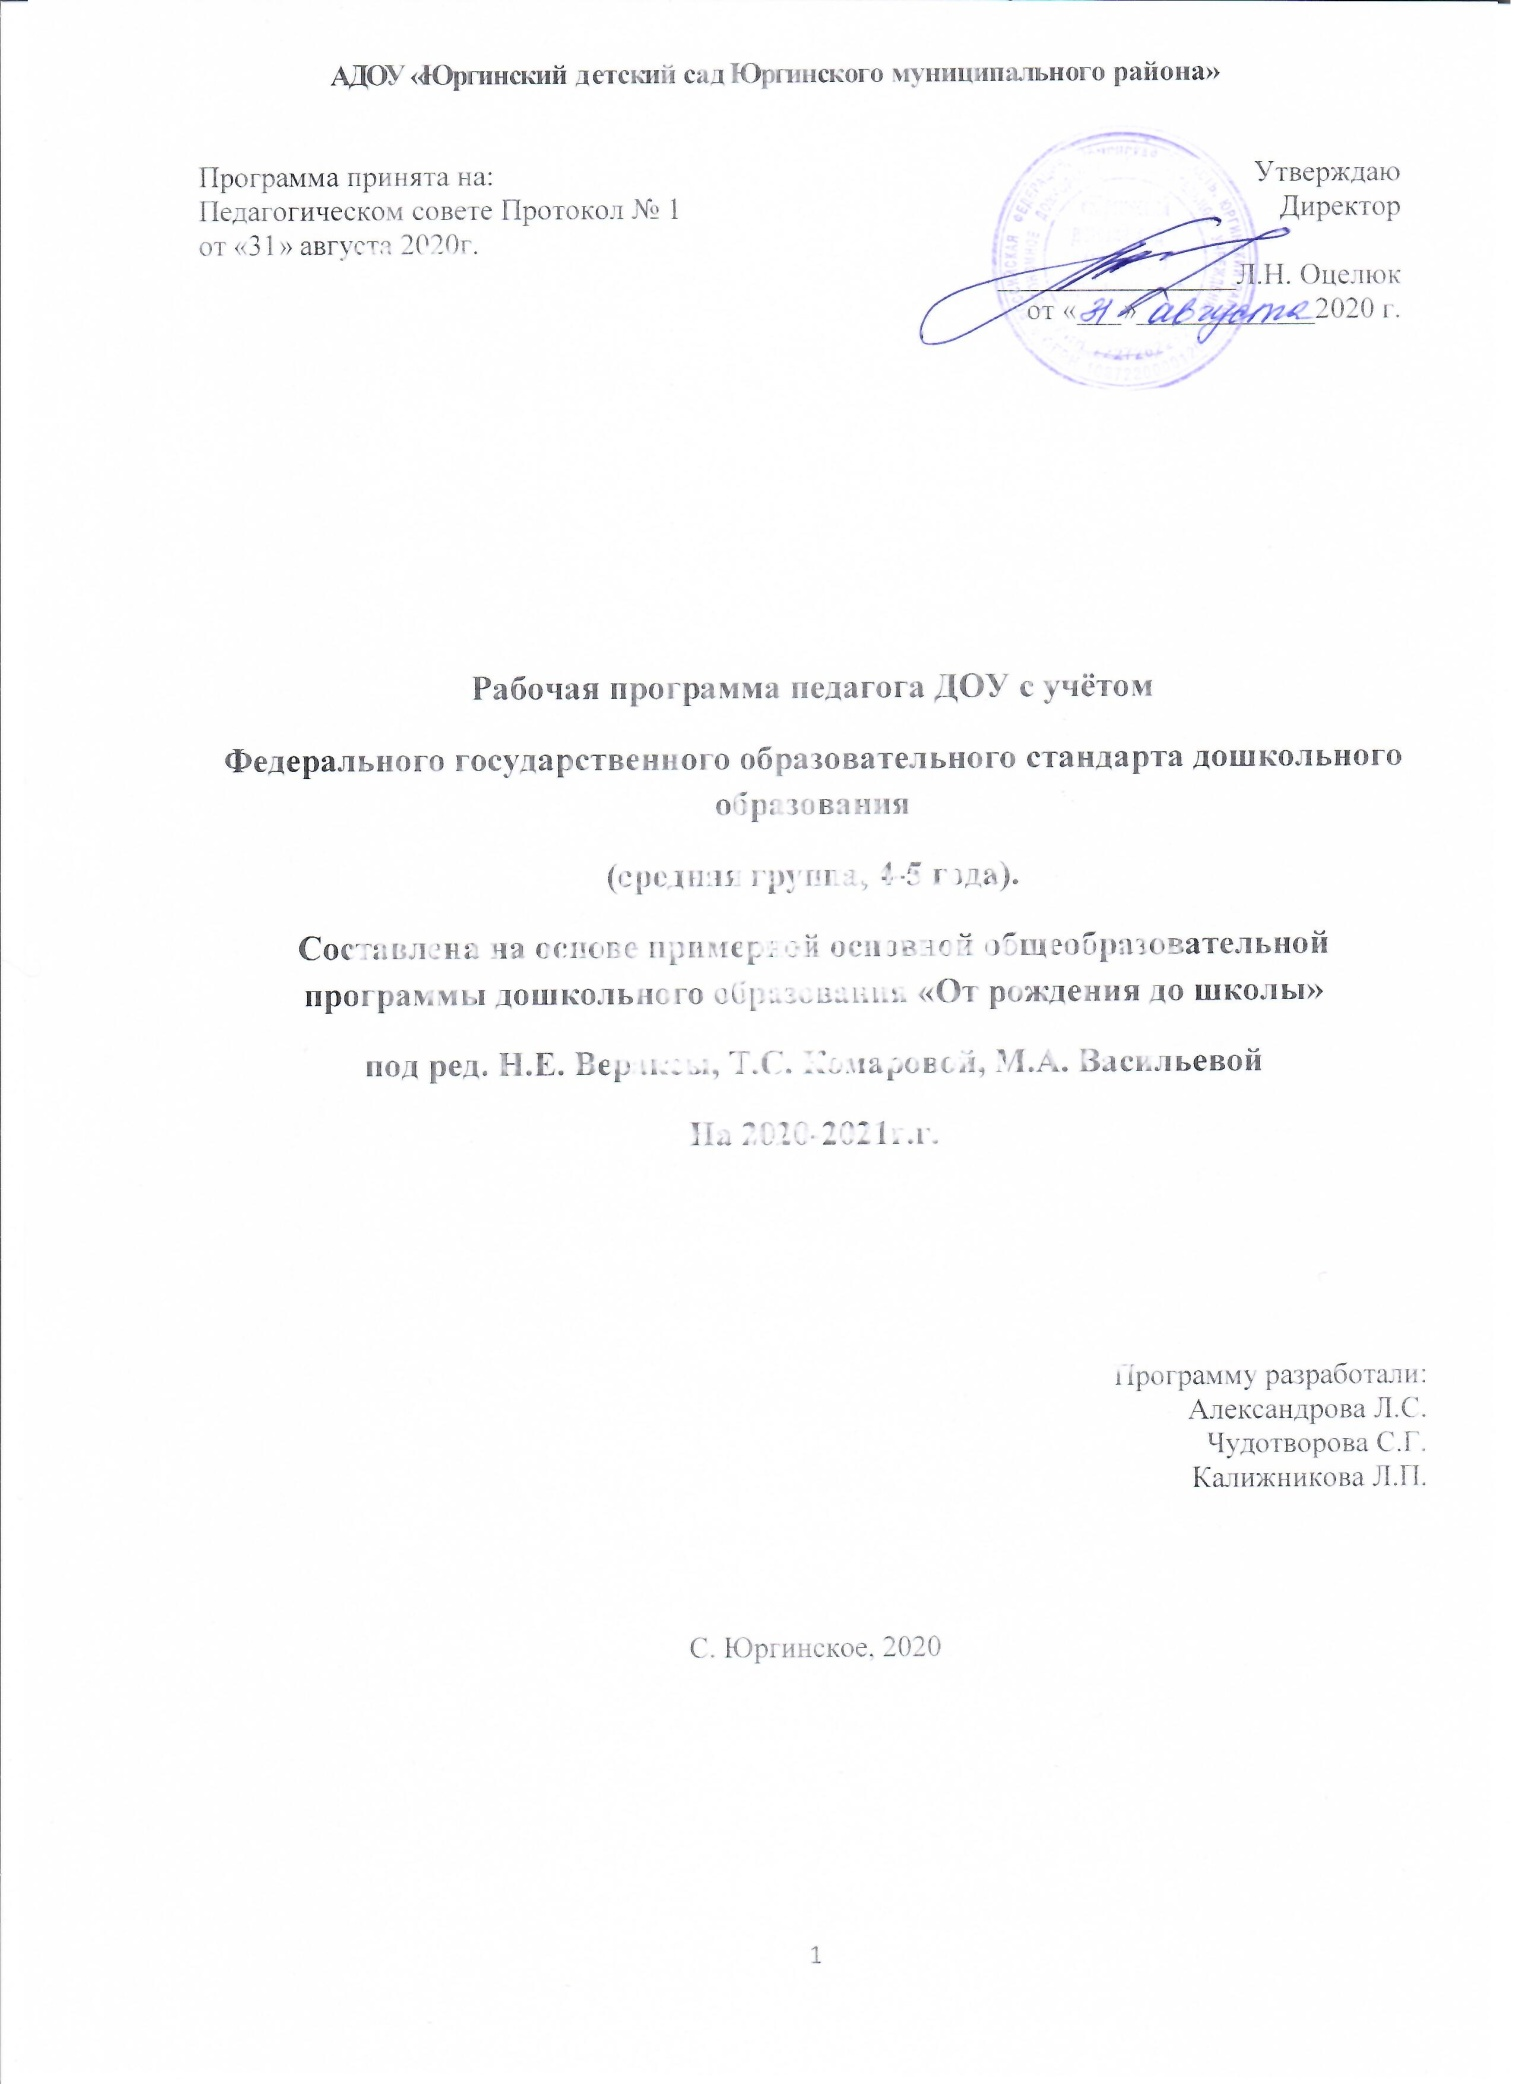 АДОУ «Юргинский детский сад Юргинского муниципального района»
Программа принята на:
Педагогическом совете Протокол № 1
от «31» августа 2020г.
Утверждаю
Директор
Л.Н. Оцелюк
от «31» августа 2020 г.
Рабочая программа педагога ДОУ с учётом
Федерального государственного образовательного стандарта дошкольного
образования
(средняя группа, 4-5 года).
Составлена на основе примерной основной общеобразовательной
программы дошкольного образования «От рождения до школы»
под ред. Н.Е. Вераксы, Т.С. Комаровой, М.А. Васильевой
На 2020-2021г.г.
Программу разработали:
Александрова Л.С.
Чудотворова С.Г.
Калижникова Л.П.
С. Юргинское, 2020
1